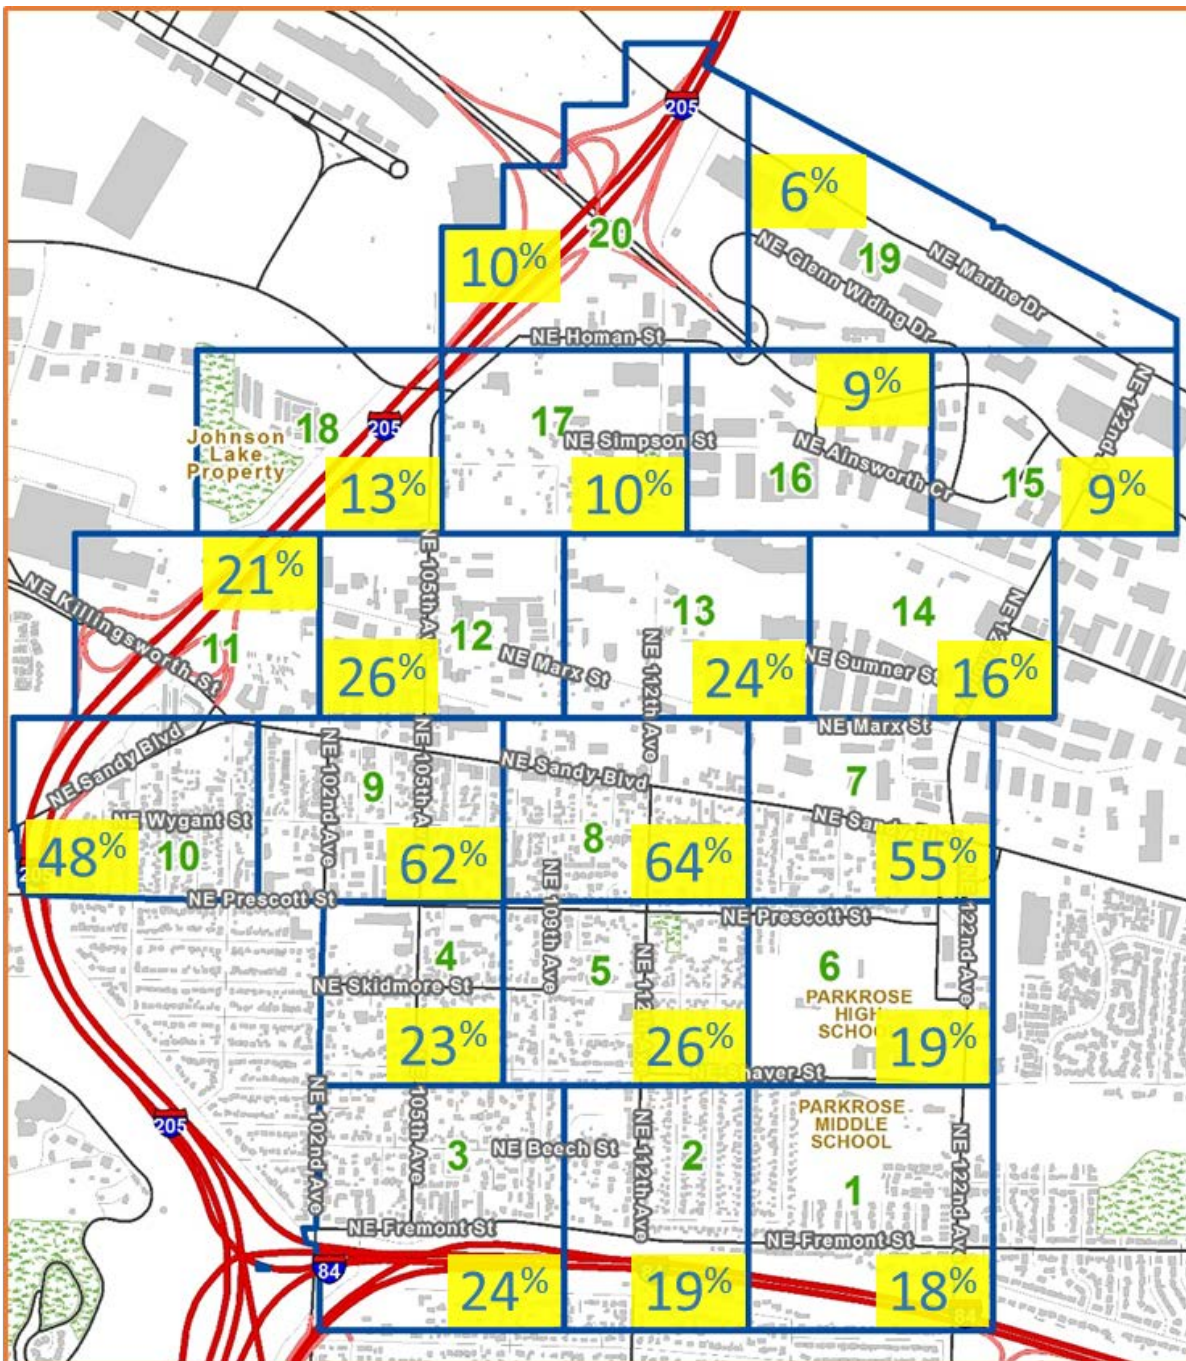 205
6%
20
19
NE Marine Dr
NE Glenn Widing Dr
10%
NE Homan St
NE 122nd
9%
18
205
17
NE Simpson St
Johnson
Lake
Property
16
NE Ainsworth Cr
15
13%
10%
9%
21%
NE 105th Av
NE Killingsworth St
11
12
13
14
NE Marx St
NE 112th Ave
NE Sumner St
26%
24%
16%
NE Sandy Blvd
NE 102nd Ave
NE 105th A
NE Sandy Blvd
NE Marx St
9
7
NE Wygant St
8
48%
10
62%
64%
55%
NE Prescott St
NE 109th Ave
NE Prescott St
NE 122nd Ave
4
5
6
NE Skidmore St
PARKROSE
HIGH
23%
26%
19%
205
NE 102nd Ave
105th Ave
NE 112th Ave
NE 122nd Av
PARKROSE
MIDDLE
SCHOOL
3
NE Beech St
2
1
NE Fremont St
NE Fremont St
84
24%
19%
18%
84